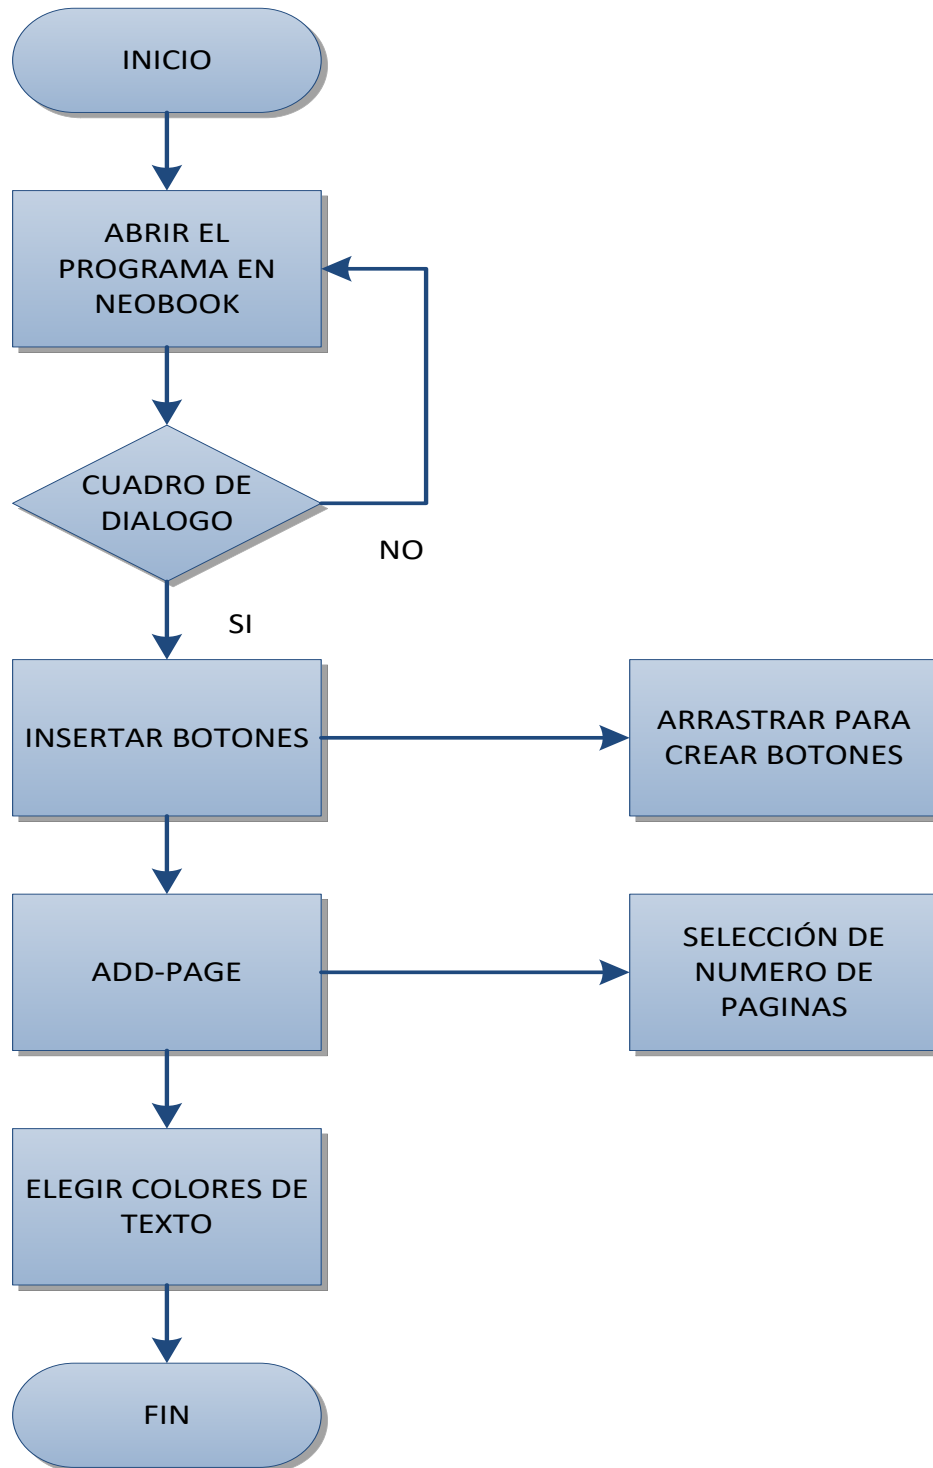 INICIO
ABRIR EL
PROGRAMA EN
NEOBOOK
CUADRO DE
DIALOGO
NO
SI
INSERTAR BOTONES
ARRASTRAR PARA
CREAR BOTONES
ADD-PAGE
SELECCIÓN DE
NUMERO DE
PAGINAS
ELEGIR COLORES DE
TEXTO
FIN